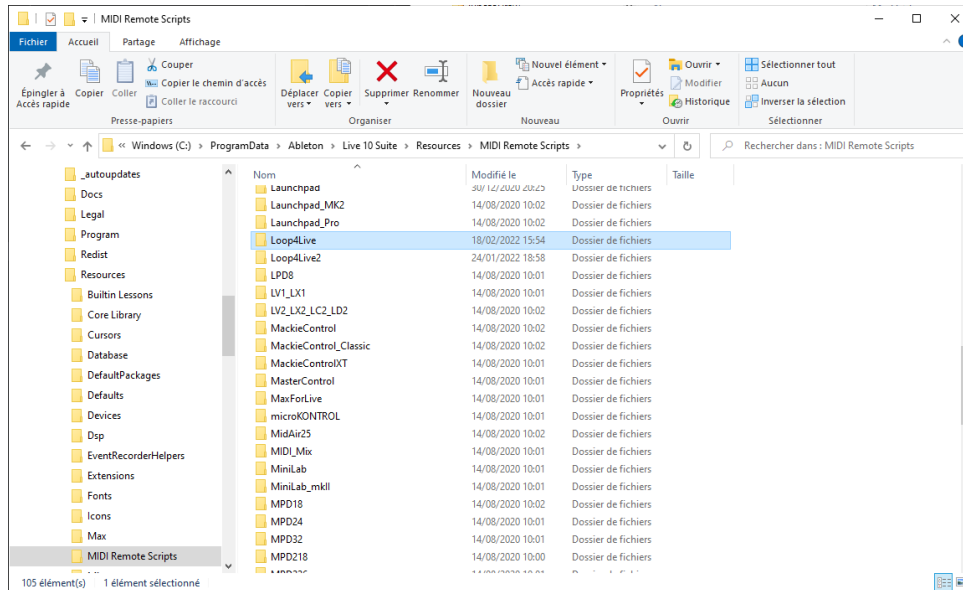 MIDI Remote Scripts
Fichier Accueil Partage Affichage
Épingler à Accès rapide
Copier
Coller
Couper
Copier le chemin d'accès
Coller le raccourci
Presse-papiers
Déplacer vers
Copier vers
Supprimer
Renommer
Organiser
Nouveau dossier
Nouvel élément
Accès rapide
Nouveau
Propriétés
Ouvrir
Modifier
Historique
Ouvrir
Sélectionner tout
Aucun
Inverser la sélection
Sélectionner
« Windows (C:) > ProgramData > Ableton > Live 10 Suite > Resources > MIDI Remote Scripts >
Rechercher dans : MIDI Remote Scripts
_autoupdates
Docs
Legal
Program
Redist
Resources
Builtin Lessons
Core Library
Cursors
Database
DefaultPackages
Defaults
Devices
Dsp
EventRecorderHelpers
Extensions
Fonts
Icons
Max
MIDI Remote Scripts
Nom Modifié le Type Taille
Launchpad 30/12/2020 20:25 Dossier de fichiers
Launchpad_MK2 14/08/2020 10:02 Dossier de fichiers
Launchpad_Pro 14/08/2020 10:02 Dossier de fichiers
Loop4Live 18/02/2022 15:54 Dossier de fichiers
Loop4Live2 24/01/2022 18:58 Dossier de fichiers
LPD8 14/08/2020 10:01 Dossier de fichiers
LV1_LX1 14/08/2020 10:01 Dossier de fichiers
LV2_LX2_LC2_LD2 14/08/2020 10:02 Dossier de fichiers
MackieControl 14/08/2020 10:02 Dossier de fichiers
MackieControl_Classic 14/08/2020 10:02 Dossier de fichiers
MackieControlXT 14/08/2020 10:01 Dossier de fichiers
MasterControl 14/08/2020 10:01 Dossier de fichiers
MaxForLive 14/08/2020 10:01 Dossier de fichiers
microKONTROL 14/08/2020 10:01 Dossier de fichiers
MidAir25 14/08/2020 10:02 Dossier de fichiers
MIDI_Mix 14/08/2020 10:01 Dossier de fichiers
MiniLab 14/08/2020 10:01 Dossier de fichiers
MiniLab_mkII 14/08/2020 10:01 Dossier de fichiers
MPD18 14/08/2020 10:02 Dossier de fichiers
MPD24 14/08/2020 10:01 Dossier de fichiers
MPD32 14/08/2020 10:01 Dossier de fichiers
MPD218 14/08/2020 10:00 Dossier de fichiers
105 élément(s) 1 élément sélectionné